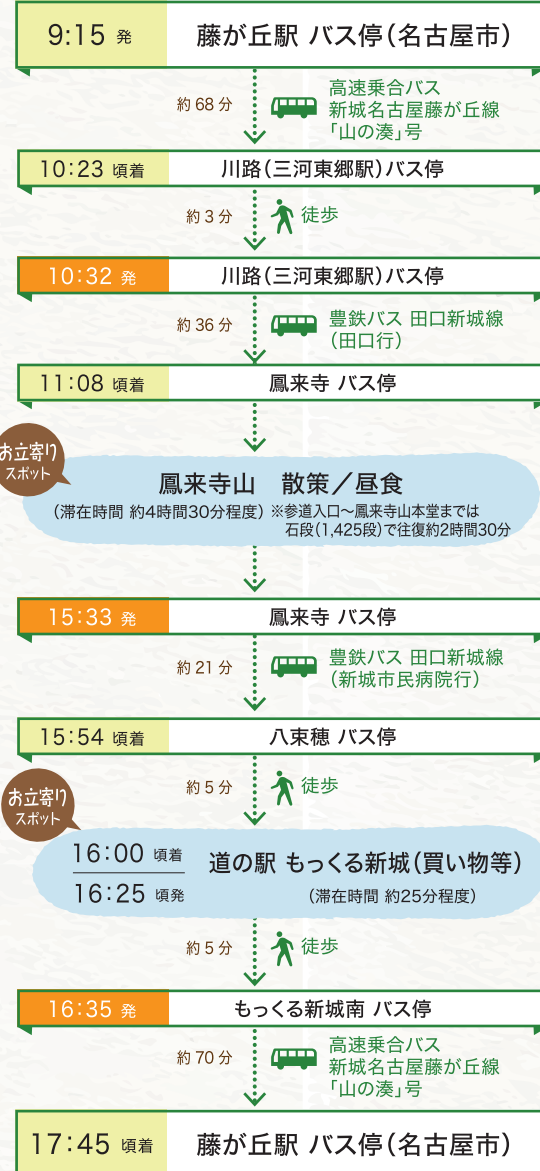 9:15 発 藤が丘駅 バス停（名古屋市）
約68分
高速乗合バス
新城名古屋藤が丘線
「山の湊」号
10:23 頃着 川路（三河東郷駅）バス停
約3分 徒歩
10:32 発 川路（三河東郷駅）バス停
約36分
豊鉄バス 田口新城線
（田口行）
11:08 頃着 鳳来寺 バス停
お立寄り
スポット
鳳来寺山 散策／昼食
（滞在時間 約4時間30分程度）※参道入口～鳳来寺山本堂までは
石段（1,425段）で往復約2時間30分
15:33 発 鳳来寺 バス停
約21分
豊鉄バス 田口新城線
（新城市民病院行）
15:54 頃着 八束穂 バス停
約5分 徒歩
お立寄り
スポット
16:00 頃着
16:25 頃発
道の駅 もっくる新城（買い物等）
（滞在時間 約25分程度）
約5分 徒歩
16:35 発 もっくる新城南 バス停
約70分
高速乗合バス
新城名古屋藤が丘線
「山の湊」号
17:45 頃着 藤が丘駅 バス停（名古屋市）